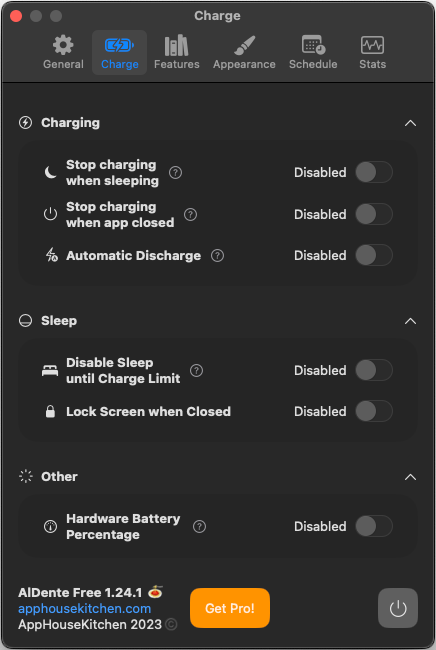 Charge
General
Charge
Features
Appearance
Schedule
Stats
Charging
Stop charging
when sleeping
?
Disabled
Stop charging
when app closed
?
Disabled
Automatic Discharge
?
Disabled
Sleep
Disable Sleep
until Charge Limit
?
Disabled
Lock Screen when Closed
Disabled
Other
Hardware Battery
Percentage
?
Disabled
AlDente Free 1.24.1
apphousekitchen.com
AppHouseKitchen 2023 ©
Get Pro!